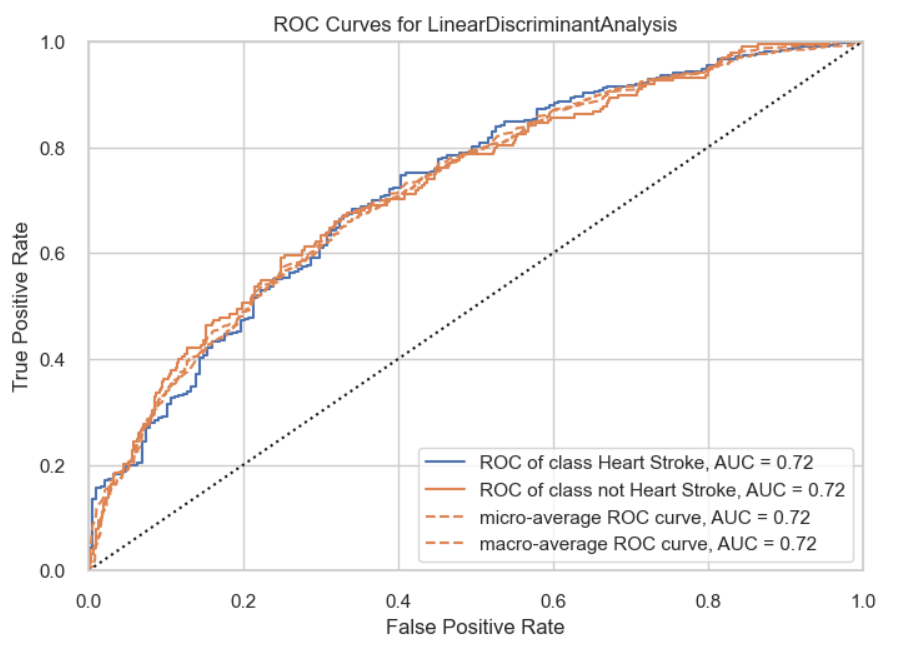 ROC Curves for LinearDiscriminantAnalysis
1.0
0.8
0.6
0.4
0.2
0.0
True Positive Rate
ROC of class Heart Stroke, AUC = 0.72
ROC of class not Heart Stroke, AUC = 0.72
micro-average ROC curve, AUC = 0.72
macro-average ROC curve, AUC = 0.72
0.0 0.2 0.4 0.6 0.8 1.0
False Positive Rate